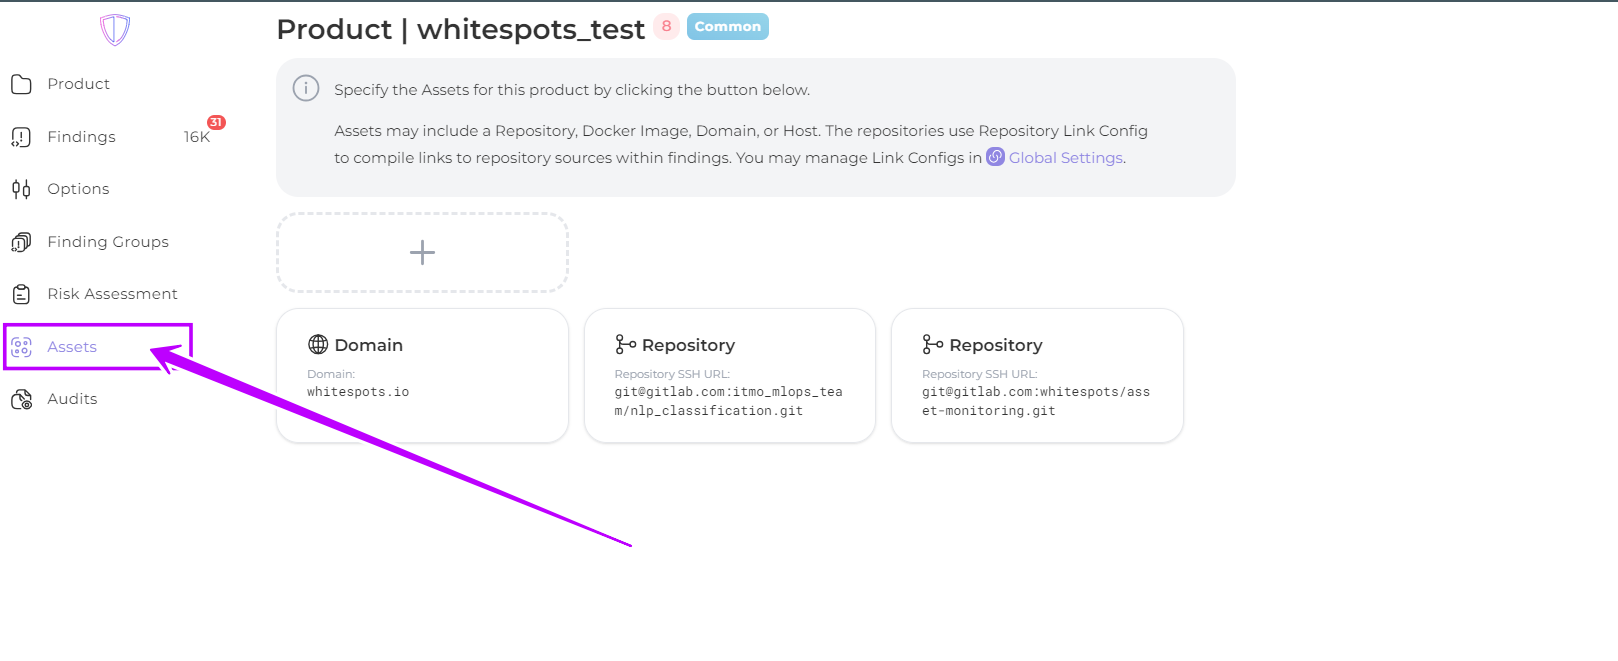 Product | whitespots_test 8 Common
Product
Findings 16K 31
Options
Finding Groups
Risk Assessment
Assets
Audits
Specify the Assets for this product by clicking the button below.
Assets may include a Repository, Docker Image, Domain, or Host. The repositories use Repository Link Config
to compile links to repository sources within findings. You may manage Link Configs in Global Settings.
Domain
Domain:
whitespots.io
Repository
Repository SSH URL:
git@gitlab.com:itmo_mlops_tea
m/nlp_classification.git
Repository
Repository SSH URL:
git@gitlab.com:whitespots/ass
et-monitoring.git